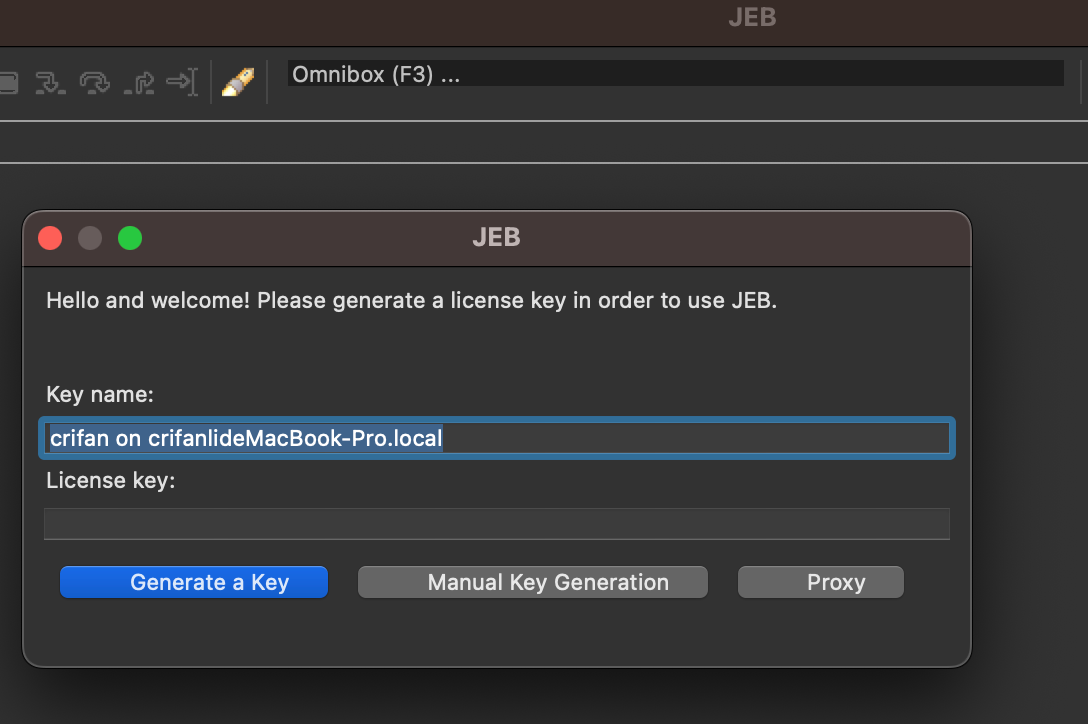 JEB
Omnibox (F3) ...
JEB
Hello and welcome! Please generate a license key in order to use JEB.
Key name:
crifan on crifanlideMacBook-Pro.local
License key:
Generate a Key
Manual Key Generation
Proxy